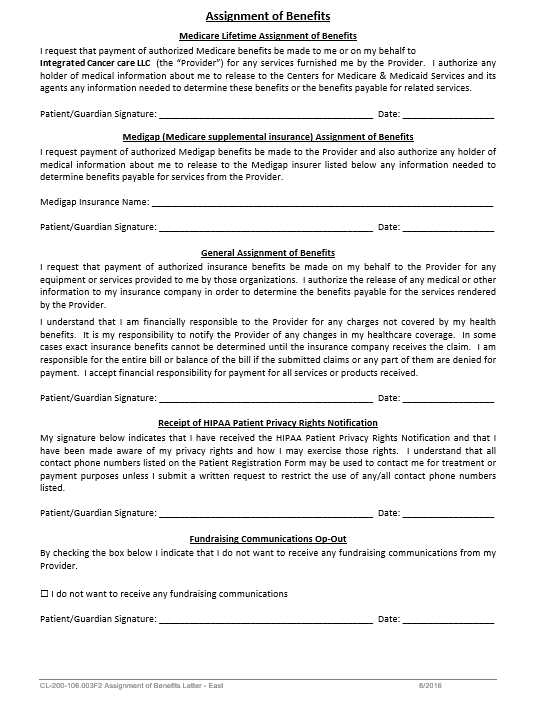 Assignment of Benefits
Medicare Lifetime Assignment of Benefits
I request that payment of authorized Medicare benefits be made to me or on my behalf to
Integrated Cancer care LLC (the “Provider”) for any services furnished me by the Provider. I authorize any
holder of medical information about me to release to the Centers for Medicare & Medicaid Services and its
agents any information needed to determine these benefits or the benefits payable for related services.
Patient/Guardian Signature: ____________________ Date: ____________________
Medigap (Medicare supplemental insurance) Assignment of Benefits
I request payment of authorized Medigap benefits be made to the Provider and also authorize any holder of
medical information about me to release to the Medigap insurer listed below any information needed to
determine benefits payable for services from the Provider.
Medigap Insurance Name: ____________________
Patient/Guardian Signature: ____________________ Date: ____________________
General Assignment of Benefits
I request that payment of authorized insurance benefits be made on my behalf to the Provider for any
equipment or services provided to me by those organizations. I authorize the release of any medical or other
information to my insurance company in order to determine the benefits payable for the services rendered
by the Provider.
I understand that I am financially responsible to the Provider for any charges not covered by my health
benefits. It is my responsibility to notify the Provider of any changes in my healthcare coverage. In some
cases exact insurance benefits cannot be determined until the insurance company receives the claim. I am
responsible for the entire bill or balance of the bill if the submitted claims or any part of them are denied for
payment. I accept financial responsibility for payment for all services or products received.
Patient/Guardian Signature: ____________________ Date: ____________________
Receipt of HIPAA Patient Privacy Rights Notification
My signature below indicates that I have received the HIPAA Patient Privacy Rights Notification and that I
have been made aware of my privacy rights and how I may exercise those rights. I understand that all
contact phone numbers listed on the Patient Registration Form may be used to contact me for treatment or
payment purposes unless I submit a written request to restrict the use of any/all contact phone numbers
listed.
Patient/Guardian Signature: ____________________ Date: ____________________
Fundraising Communications Opt-Out
By checking the box below I indicate that I do not want to receive any fundraising communications from my
Provider.
☐ I do not want to receive any fundraising communications
Patient/Guardian Signature: ____________________ Date: ____________________
CL-200-106.003F2 Assignment of Benefits Letter - East 6/2016